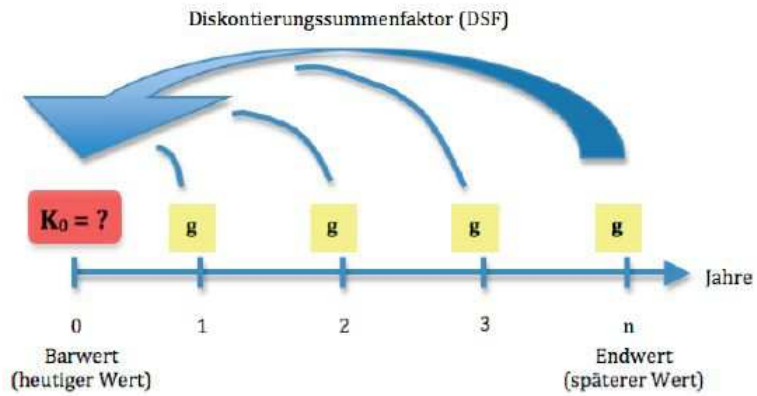 Diskontierungssummenfaktor (DSF)
K₀ = ?
g
g
g
g
Jahre
0
1
2
3
n
Barwert
(heutiger Wert)
Endwert
(späterer Wert)